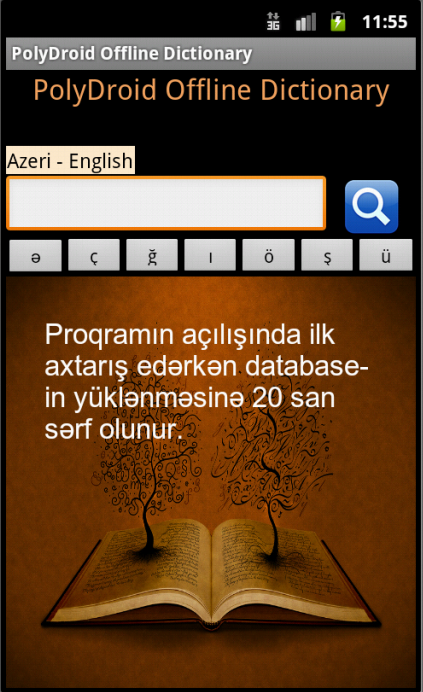 3G
11:55
PolyDroid Offline Dictionary
PolyDroid Offline Dictionary
Azeri - English
ə ç ğ ı ö ş ü
Proqramın açılışında ilk
axtarış edərkən database-
in yüklənməsinə 20 san
sərf olunur.